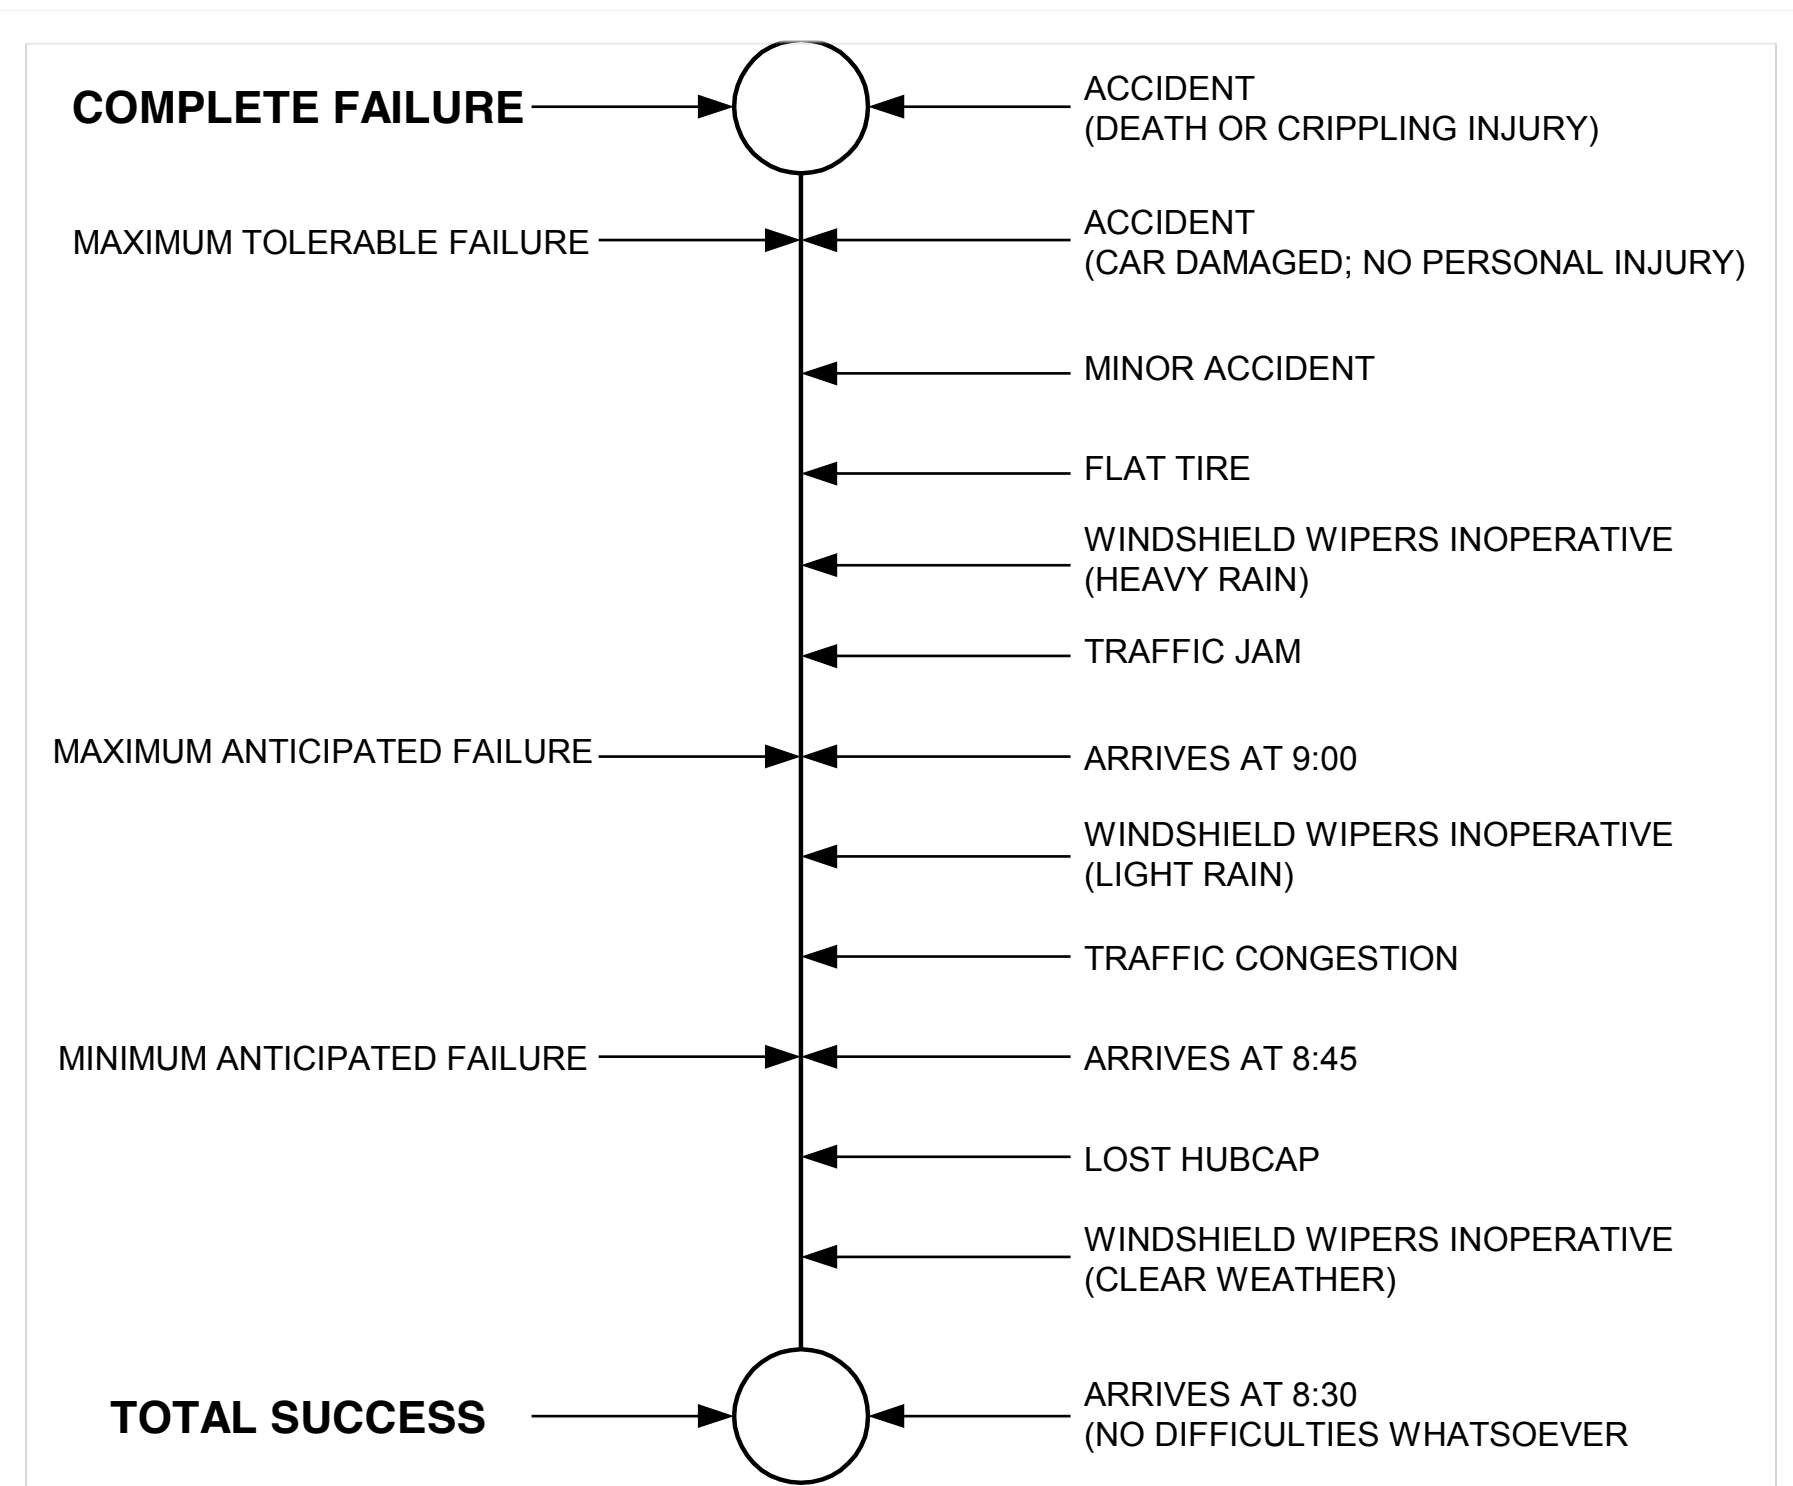 COMPLETE FAILURE
ACCIDENT
(DEATH OR CRIPPLING INJURY)
MAXIMUM TOLERABLE FAILURE
ACCIDENT
(CAR DAMAGED; NO PERSONAL INJURY)
MINOR ACCIDENT
FLAT TIRE
WINDSHIELD WIPERS INOPERATIVE
(HEAVY RAIN)
TRAFFIC JAM
MAXIMUM ANTICIPATED FAILURE
ARRIVES AT 9:00
WINDSHIELD WIPERS INOPERATIVE
(LIGHT RAIN)
TRAFFIC CONGESTION
MINIMUM ANTICIPATED FAILURE
ARRIVES AT 8:45
LOST HUBCAP
WINDSHIELD WIPERS INOPERATIVE
(CLEAR WEATHER)
TOTAL SUCCESS
ARRIVES AT 8:30
(NO DIFFICULTIES WHATSOEVER